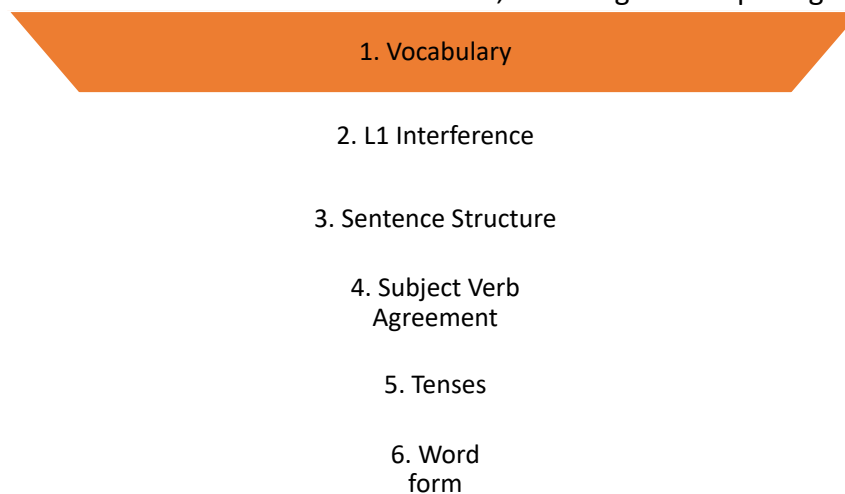 1. Vocabulary
2. L1 Interference
3. Sentence Structure
4. Subject Verb
Agreement
5. Tenses
6. Word
form